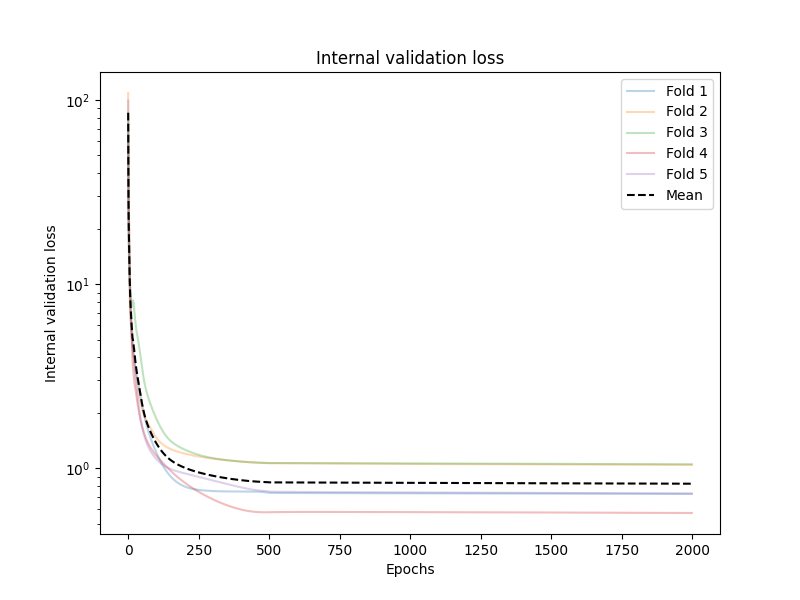 Internal validation loss
Internal validation loss
10²
10¹
10⁰
Fold 1
Fold 2
Fold 3
Fold 4
Fold 5
Mean
0 250 500 750 1000 1250 1500 1750 2000
Epochs